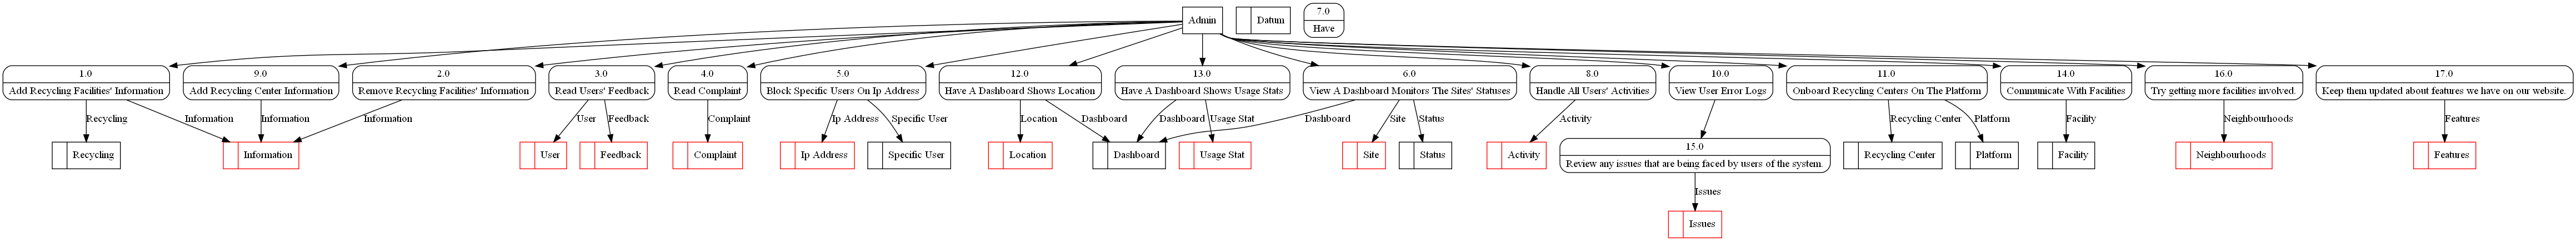 Admin
Datum
7.0
Have
1.0
Add Recycling Facilities' Information
9.0
Add Recycling Center Information
2.0
Remove Recycling Facilities' Information
3.0
Read Users' Feedback
4.0
Read Complaint
5.0
Block Specific Users On Ip Address
12.0
Have A Dashboard Shows Location
13.0
Have A Dashboard Shows Usage Stats
6.0
View A Dashboard Monitors The Sites' Statuses
8.0
Handle All Users' Activities
10.0
View User Error Logs
11.0
Onboard Recycling Centers On The Platform
14.0
Communicate With Facilities
16.0
Try getting more facilities involved.
17.0
Keep them updated about features we have on our website.
Recycling
Information
Information
Information
User
Feedback
Complaint
Ip Address
Specific User
Location
Dashboard
Dashboard
Usage Stat
Dashboard
Site
Status
Activity
Recycling Center
Platform
Facility
Neighbourhoods
Features
Recycling
Information
User
Feedback
Complaint
Ip Address
Specific User
Location
Dashboard
Usage Stat
Site
Status
Activity
15.0
Review any issues that are being faced by users of the system.
Recycling Center
Platform
Facility
Neighbourhoods
Features
Issues
Issues